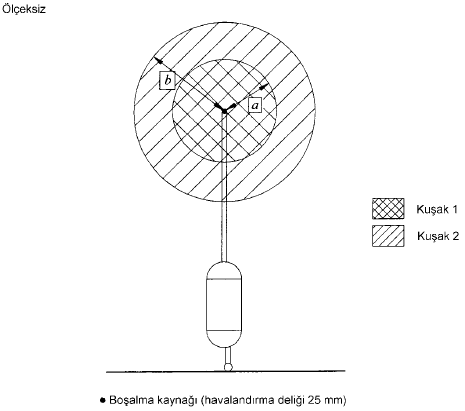 Ölçeksiz
b
a
Kuşak 1
Kuşak 2
• Boşalma kaynağı (havalandırma deliği 25 mm)